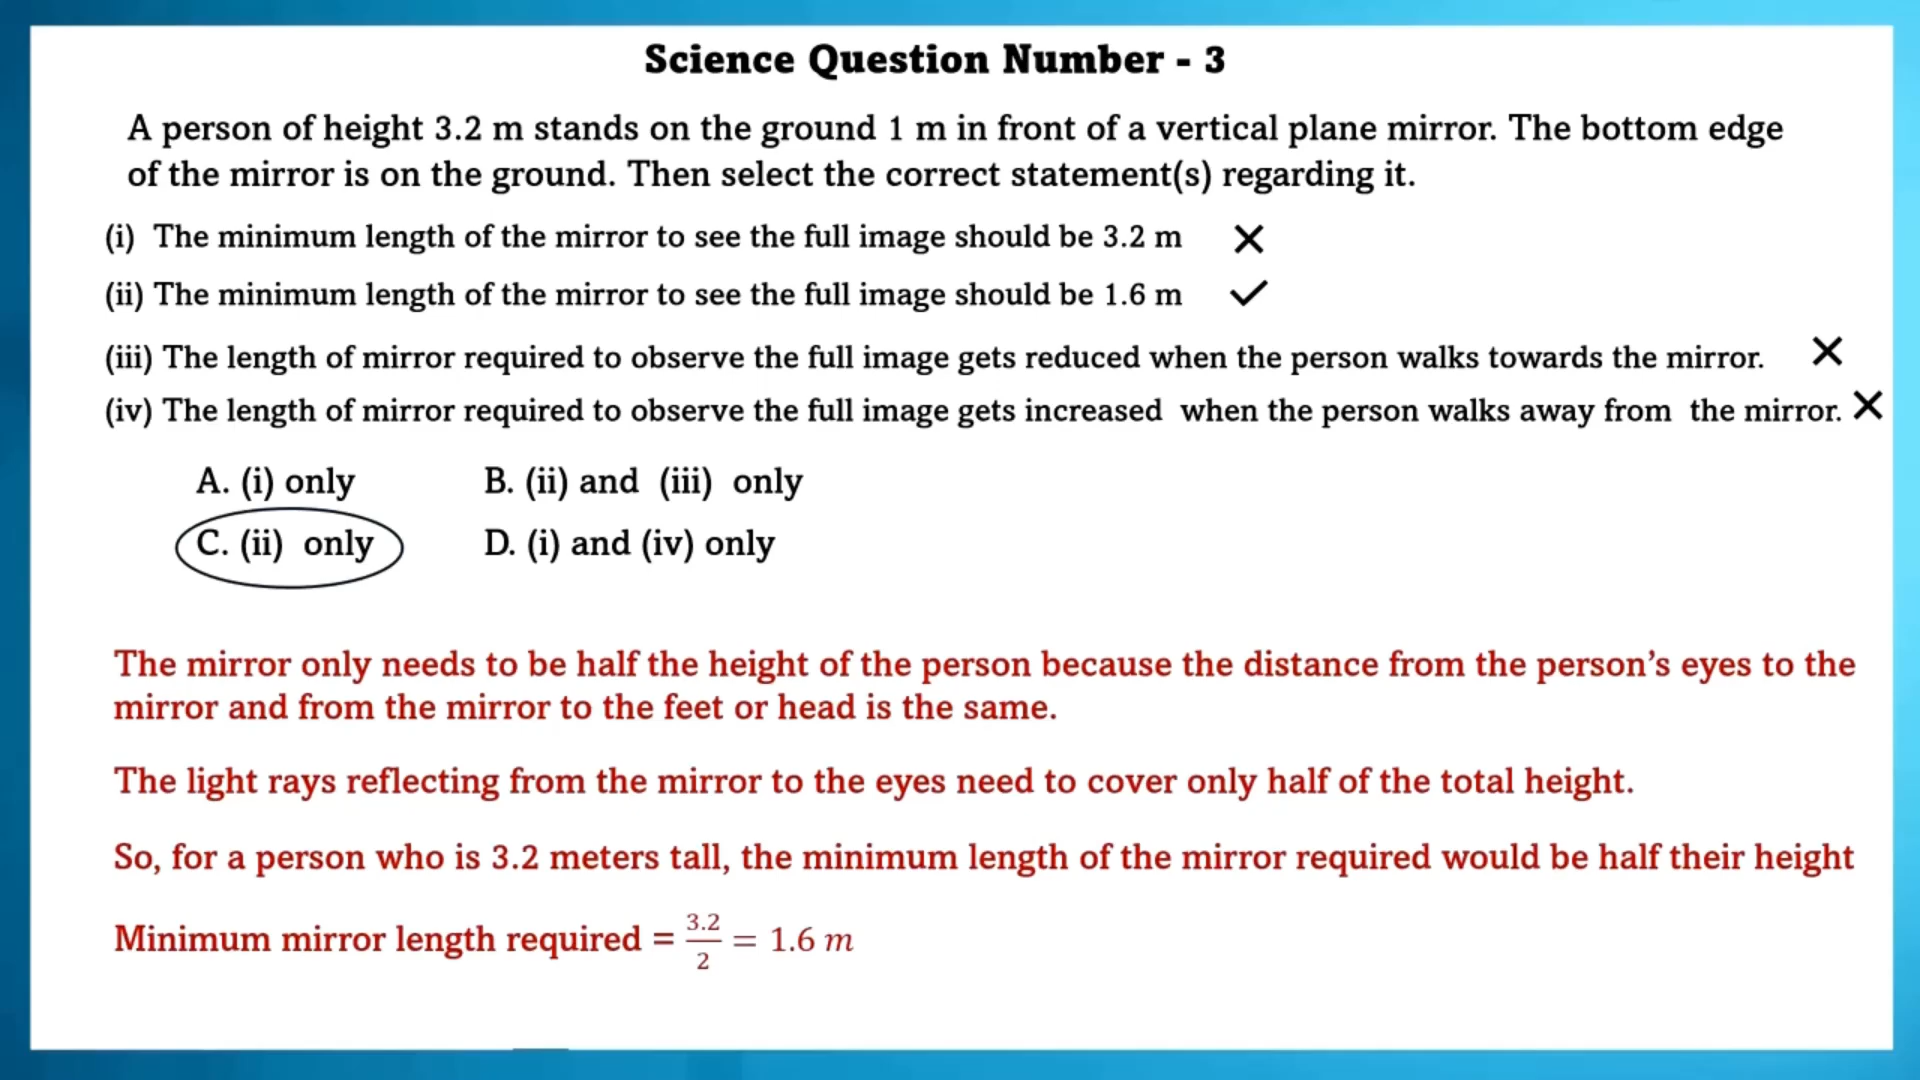 Science Question Number - 3
A person of height 3.2 m stands on the ground 1 m in front of a vertical plane mirror. The bottom edge
of the mirror is on the ground. Then select the correct statement(s) regarding it.
(i) The minimum length of the mirror to see the full image should be 3.2 m ✕
(ii) The minimum length of the mirror to see the full image should be 1.6 m ✓
(iii) The length of mirror required to observe the full image gets reduced when the person walks towards the mirror. ✕
(iv) The length of mirror required to observe the full image gets increased when the person walks away from the mirror. ✕
A. (i) only B. (ii) and (iii) only
C. (ii) only D. (i) and (iv) only
The mirror only needs to be half the height of the person because the distance from the person's eyes to the
mirror and from the mirror to the feet or head is the same.
The light rays reflecting from the mirror to the eyes need to cover only half of the total height.
So, for a person who is 3.2 meters tall, the minimum length of the mirror required would be half their height
Minimum mirror length required = 3.2/2 = 1.6 m